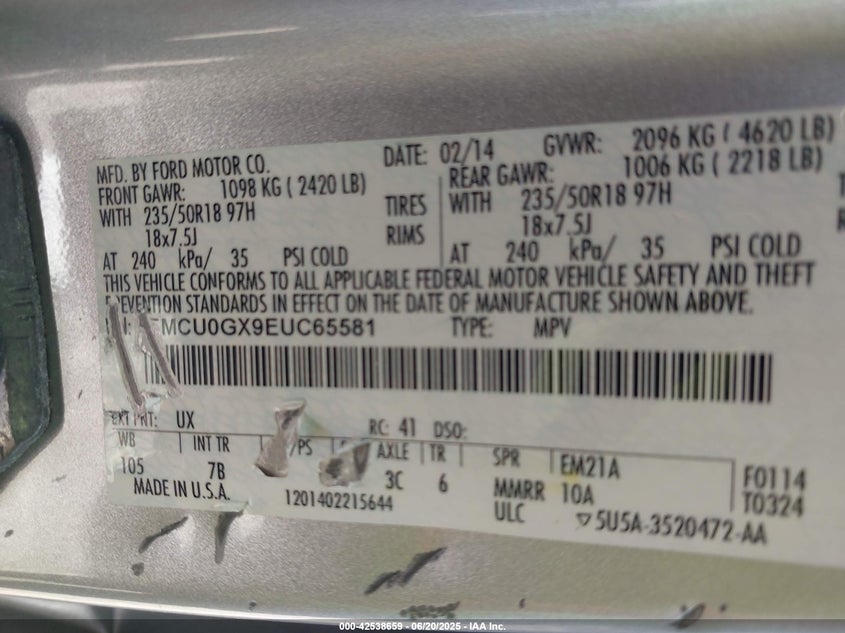 MFD. BY FORD MOTOR CO.
DATE: 02/14
GVWR: 2096 KG ( 4620 LB)
FRONT GAWR: 1098 KG ( 2420 LB)
REAR GAWR: 1006 KG ( 2218 LB)
WITH 235/50R18 97H TIRES WITH 235/50R18 97H
18x7.5J RIMS 18x7.5J
AT 240 kPa/ 35 PSI COLD AT 240 kPa/ 35 PSI COLD
THIS VEHICLE CONFORMS TO ALL APPLICABLE FEDERAL MOTOR VEHICLE SAFETY AND THEFT
STANDARDS IN EFFECT ON THE DATE OF MANUFACTURE SHOWN ABOVE.
MCU0GX9EUC65581 TYPE: MPV
EXT PNT: UX RC: 41 DSO:
WB INT TR /PS AXLE TR SPR EM21A
105 7B 3C 6 MMRR 10A
F0114
T0324
MADE IN U.S.A. 1201402215644 ULC ▽5U5A-3520472-AA
000-42538659 - 06/20/2025 - IAA Inc.